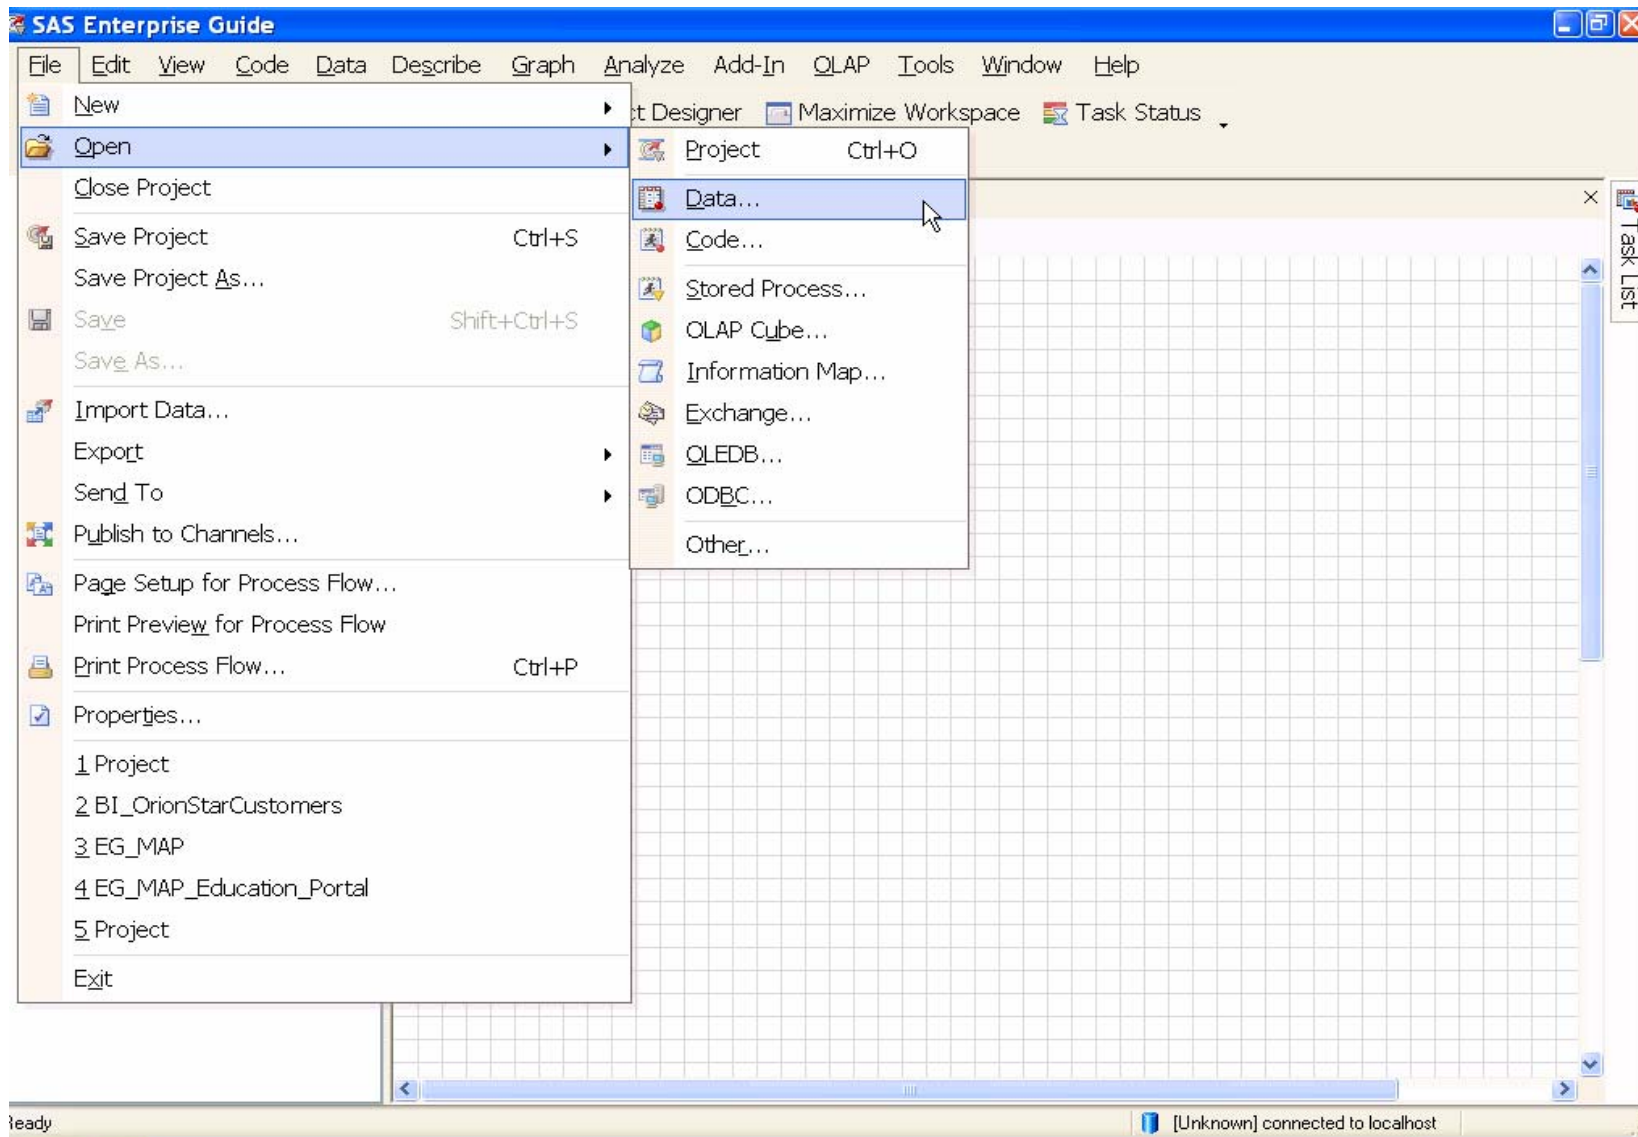 SAS Enterprise Guide
File Edit View Code Data Describe Graph Analyze Add-In OLAP Tools Window Help
Designer Maximize Workspace Task Status
New
Open
Close Project
Save Project Ctrl+S
Save Project As...
Save Shift+Ctrl+S
Save As...
Import Data...
Export
Send To
Publish to Channels...
Page Setup for Process Flow...
Print Preview for Process Flow
Print Process Flow... Ctrl+P
Properties...
1 Project
2 BI_OrionStarCustomers
3 EG_MAP
4 EG_MAP_Education_Portal
5 Project
Exit
Project Ctrl+O
Data...
Code...
Stored Process...
OLAP Cube...
Information Map...
Exchange...
OLEDB...
ODBC...
Other...
Task List
Ready
[Unknown] connected to localhost